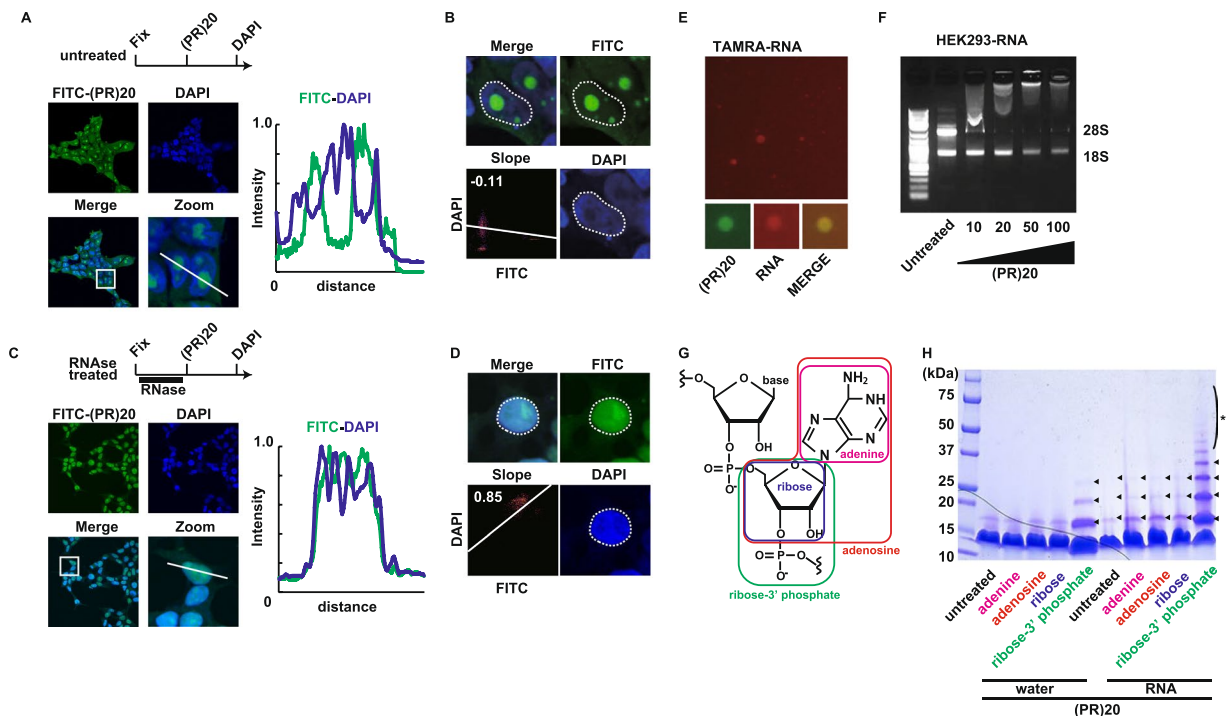 A
Fix
(PR)20
DAPI
untreated
FITC-(PR)20
DAPI
Merge
Zoom
FITC-DAPI
1.0
Intensity
0
distance
B
Merge
FITC
Slope
DAPI
-0.11
DAPI
FITC
C
Fix
(PR)20
DAPI
RNAse
treated
RNase
FITC-(PR)20
DAPI
Merge
Zoom
FITC-DAPI
1.0
Intensity
0
distance
D
Merge
FITC
Slope
DAPI
0.85
DAPI
FITC
E
TAMRA-RNA
(PR)20
RNA
MERGE
F
HEK293-RNA
28S
18S
Untreated
10
20
50
100
(PR)20
G
base
O
O
OH
O
O=P-O
O-
NH2
N
NH
N
N
adenine
O
ribose
O
OH
O=P-O
O-
adenosine
ribose-3' phosphate
H
(kDa)
75
50
37
25
20
15
10
*
untreated
adenine
adenosine
ribose
ribose-3' phosphate
untreated
adenine
adenosine
ribose
ribose-3' phosphate
water
RNA
(PR)20